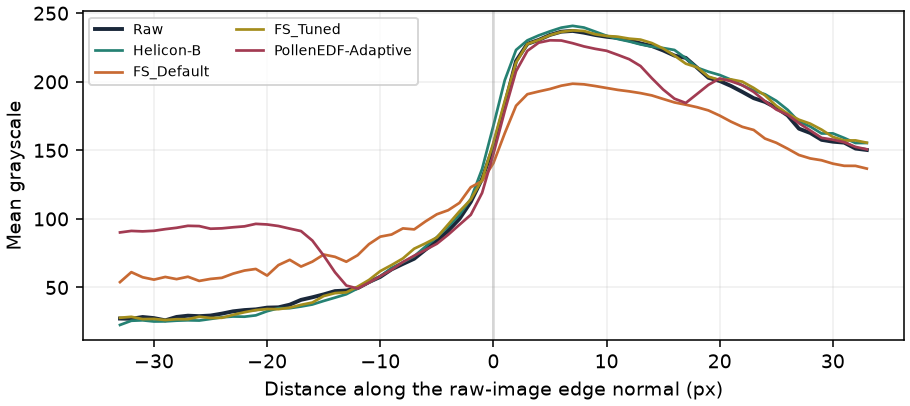 250
200
150
100
50
Mean grayscale
Raw
Helicon-B
FS_Default
FS_Tuned
PollenEDF-Adaptive
−30
−20
−10
0
10
20
30
Distance along the raw-image edge normal (px)